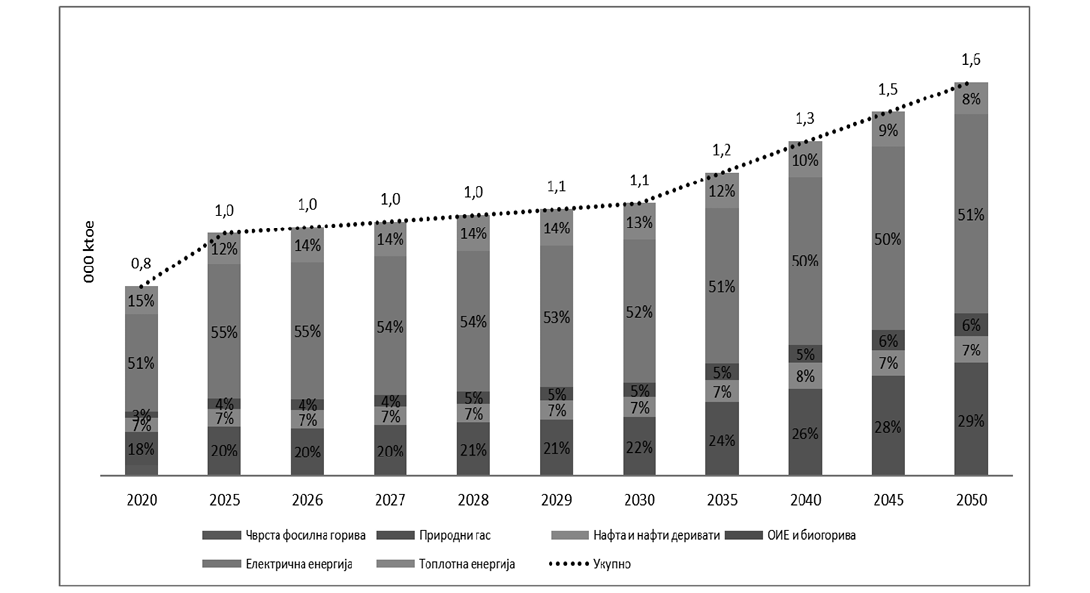 1,6
8%
1,5
9%
1,3
10%
1,2
12%
1,0 1,0 1,0 1,0 1,1 1,1
12% 14% 14% 14% 14% 13%
0,8
15%
000 ktoe
51% 55% 55% 54% 54% 53% 52% 51% 50% 50% 51%
3% 4% 4% 4% 5% 5% 5% 5% 5% 6% 6%
7% 7% 7% 7% 7% 7% 7% 7% 8% 7% 7%
18% 20% 20% 20% 21% 21% 22% 24% 26% 28% 29%
2020 2025 2026 2027 2028 2029 2030 2035 2040 2045 2050
Чврста фосилна горива Природни гас Нафта и нафти деривати ОИЕ и биогорива
Електрична енергија Топлотна енергија Укупно